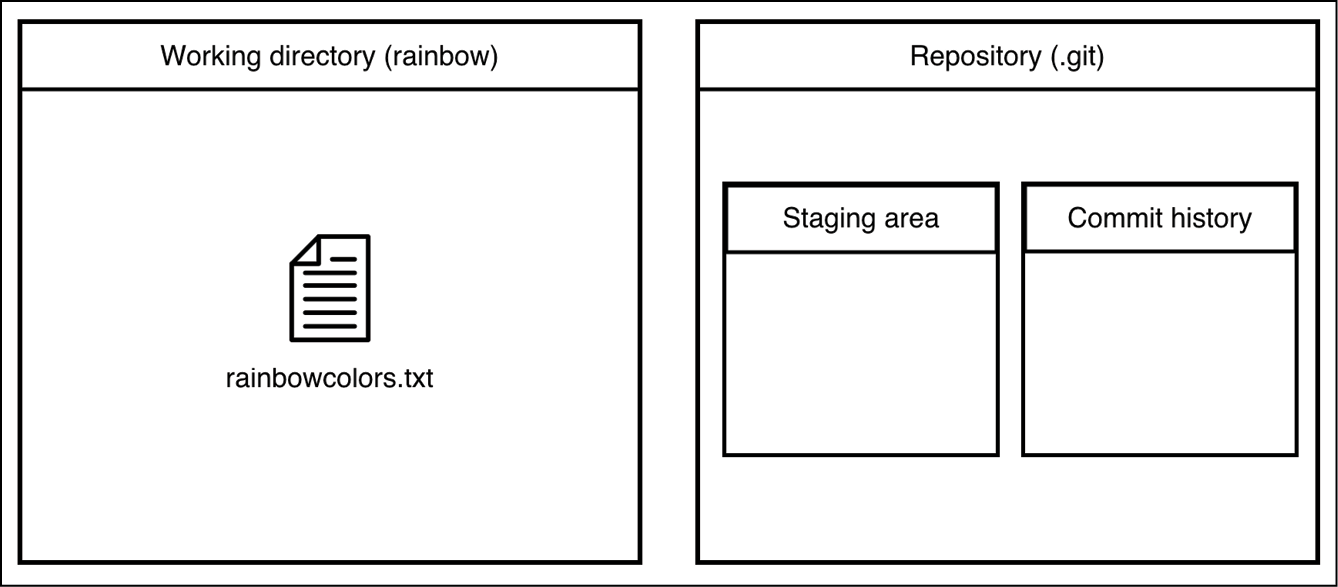 Working directory (rainbow)
rainbowcolors.txt
Repository (.git)
Staging area
Commit history